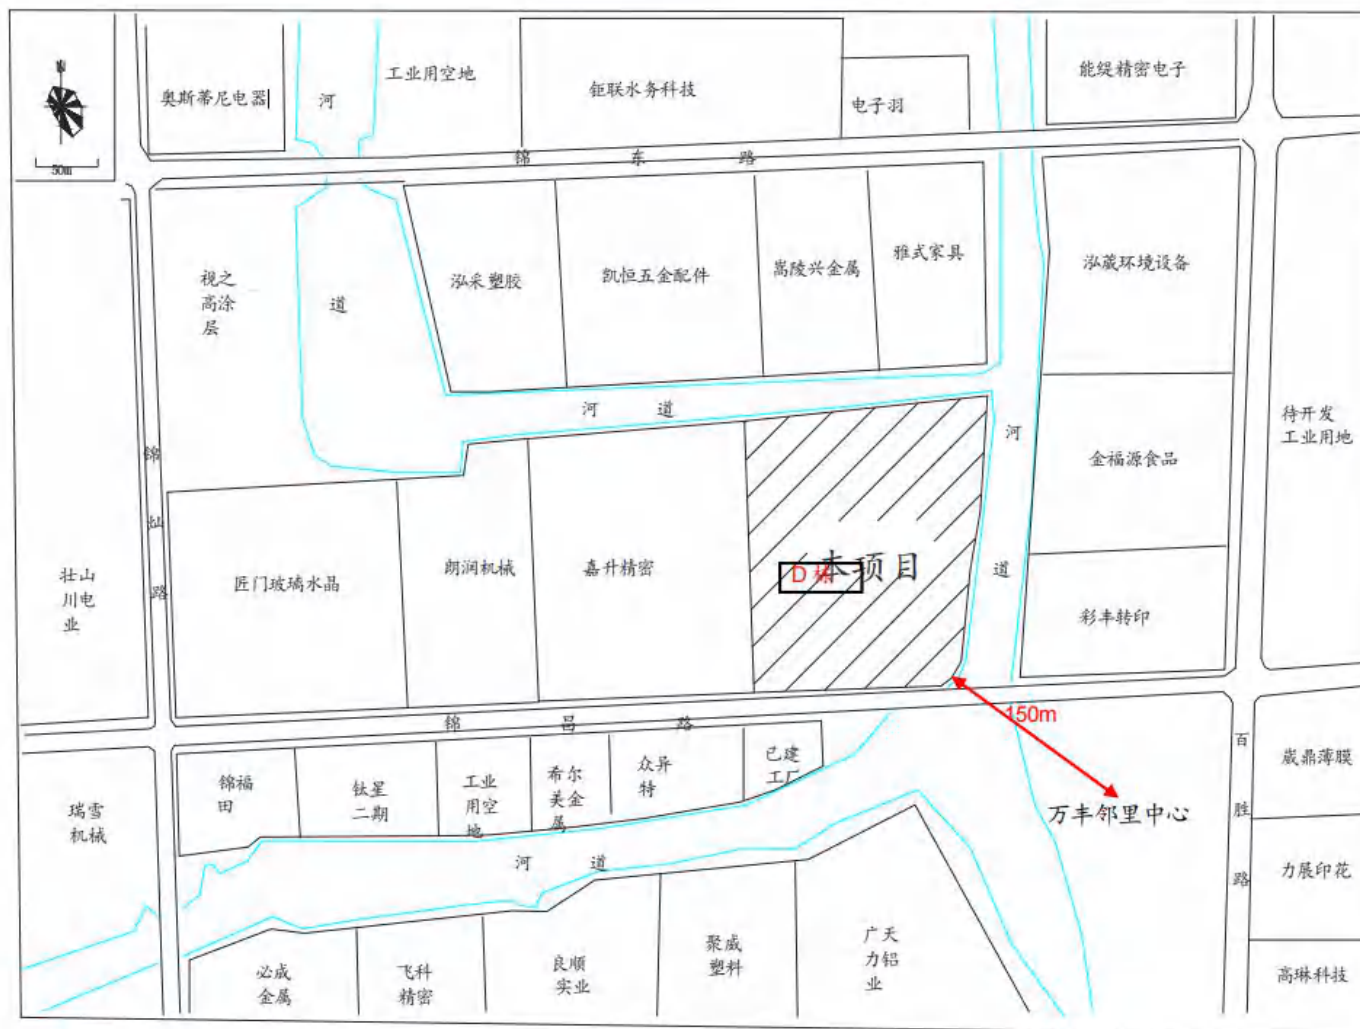 N
50m
奥斯蒂尼电器
河
工业用空地
钜联水务科技
电子羽
能缇精密电子
锦东路
视之
高涂
层
道
泓采塑胶
凯恒五金配件
嵩陵兴金属
雅式家具
泓葳环境设备
河道
待开发
工业用地
锦灿路
河道
金福源食品
壮山
川电
业
匠门玻璃水晶
朗润机械
嘉升精密
本项目
D 栋
彩丰转印
锦昌路
150m
万丰邻里中心
百胜路
锦福
田
钛星
二期
工业
用空
地
希尔
美金
属
众异
特
已建
工厂
瑞雪
机械
河道
崴鼎薄膜
力展印花
高琳科技
必成
金属
飞科
精密
良顺
实业
聚威
塑料
广天
力铝
业